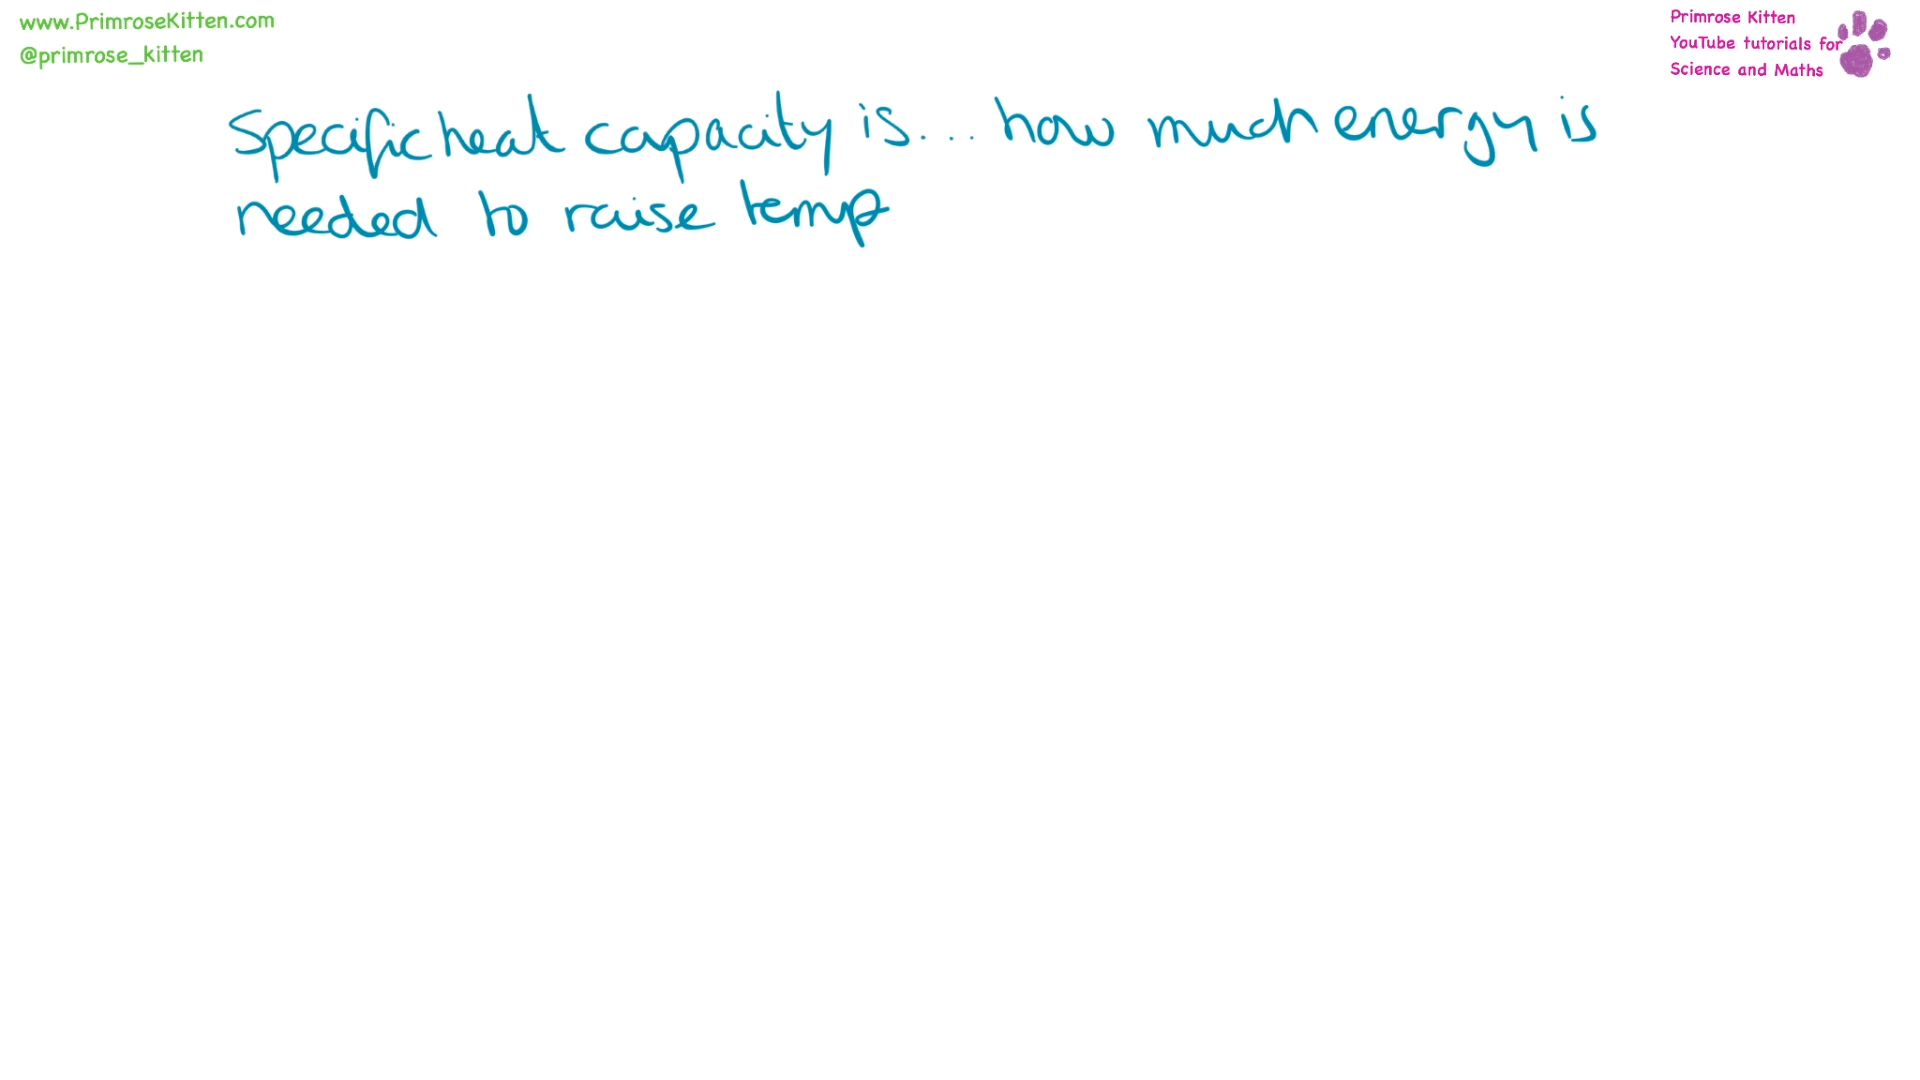 www.PrimroseKitten.com
@primrose_kitten
Primrose Kitten
YouTube tutorials for
Science and Maths
Specific heat capacity is... how much energy is
needed to raise temp